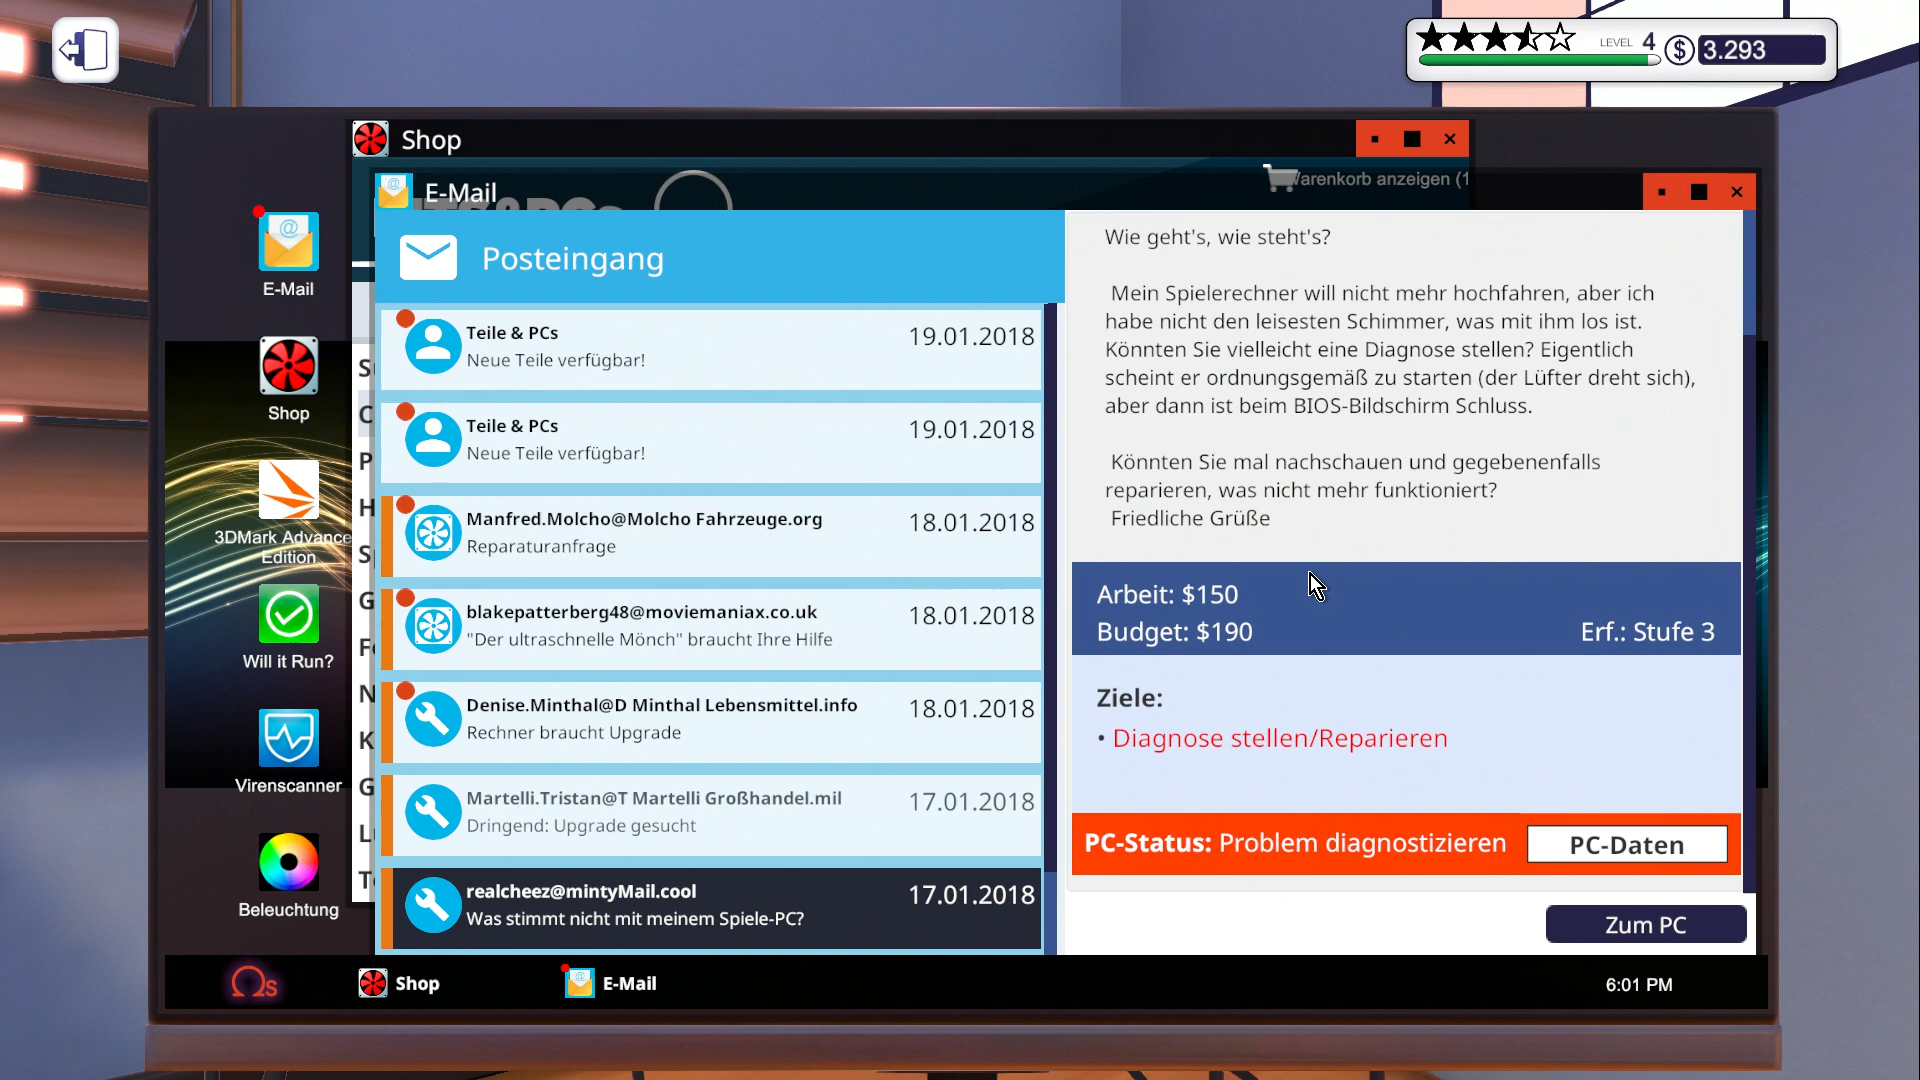 LEVEL 4
3.293
Shop
Warenkorb anzeigen (1
E-Mail
Posteingang
E-Mail
Shop
3DMark Advance
Edition
Will it Run?
Virenscanner
Beleuchtung
Teile & PCs
19.01.2018
Neue Teile verfügbar!
Teile & PCs
19.01.2018
Neue Teile verfügbar!
Manfred.Molcho@Molcho Fahrzeuge.org
18.01.2018
Reparaturanfrage
blakepatterberg48@moviemaniax.co.uk
18.01.2018
"Der ultraschnelle Mönch" braucht Ihre Hilfe
Denise.Minthal@D Minthal Lebensmittel.info
18.01.2018
Rechner braucht Upgrade
Martelli.Tristan@T Martelli Großhandel.mil
17.01.2018
Dringend: Upgrade gesucht
realcheez@mintyMail.cool
17.01.2018
Was stimmt nicht mit meinem Spiele-PC?
Wie geht's, wie steht's?
Mein Spielerechner will nicht mehr hochfahren, aber ich
habe nicht den leisesten Schimmer, was mit ihm los ist.
Könnten Sie vielleicht eine Diagnose stellen? Eigentlich
scheint er ordnungsgemäß zu starten (der Lüfter dreht sich),
aber dann ist beim BIOS-Bildschirm Schluss.
Könnten Sie mal nachschauen und gegebenenfalls
reparieren, was nicht mehr funktioniert?
Friedliche Grüße
Arbeit: $150
Budget: $190
Erf.: Stufe 3
Ziele:
• Diagnose stellen/Reparieren
PC-Status: Problem diagnostizieren
PC-Daten
Zum PC
Shop
E-Mail
6:01 PM